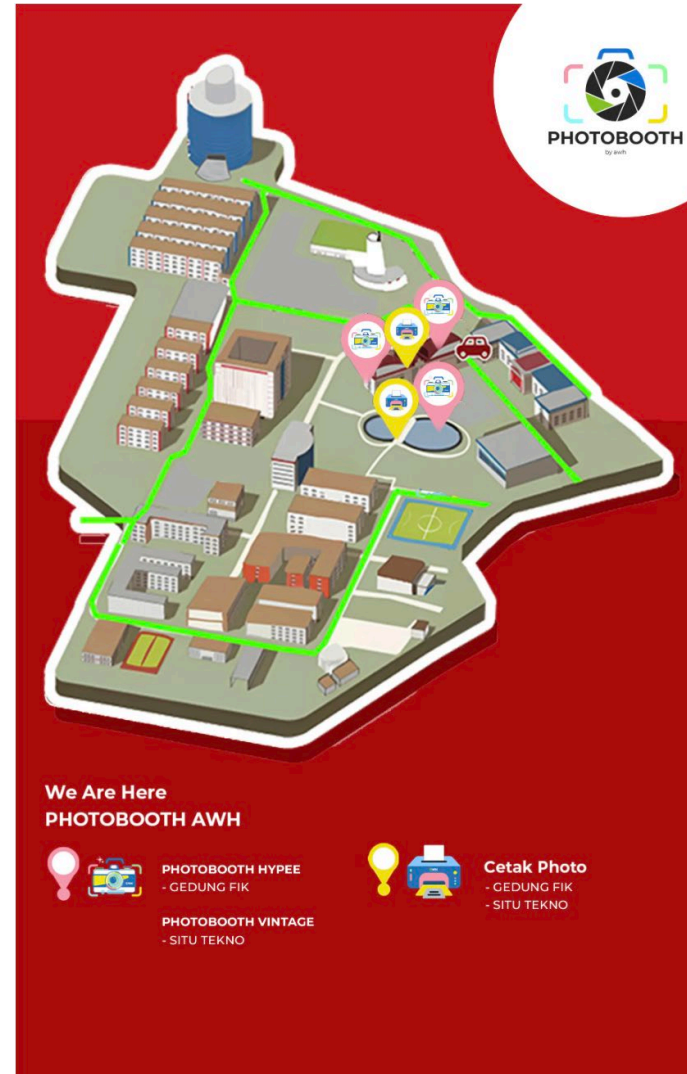 PHOTOBOOTH
by awh
We Are Here
PHOTOBOOTH AWH
PHOTOBOOTH HYPEE
- GEDUNG FIK
PHOTOBOOTH VINTAGE
- SITU TEKNO
Cetak Photo
- GEDUNG FIK
- SITU TEKNO